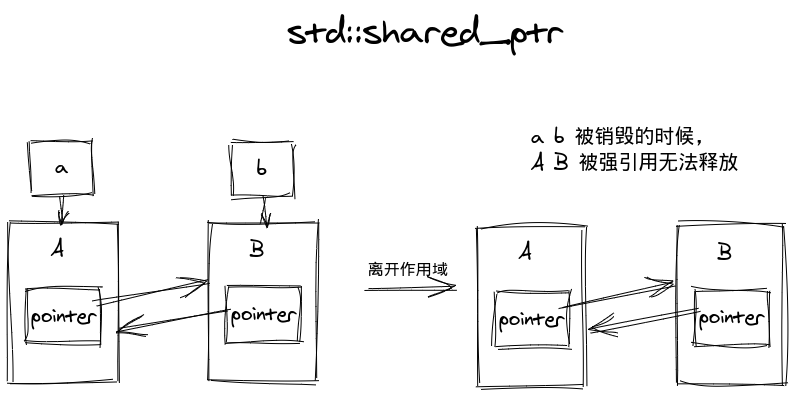 std::shared_ptr
a b 被销毁的时候，
A B 被强引用无法释放
a
b
A
B
pointer
pointer
离开作用域
A
B
pointer
pointer